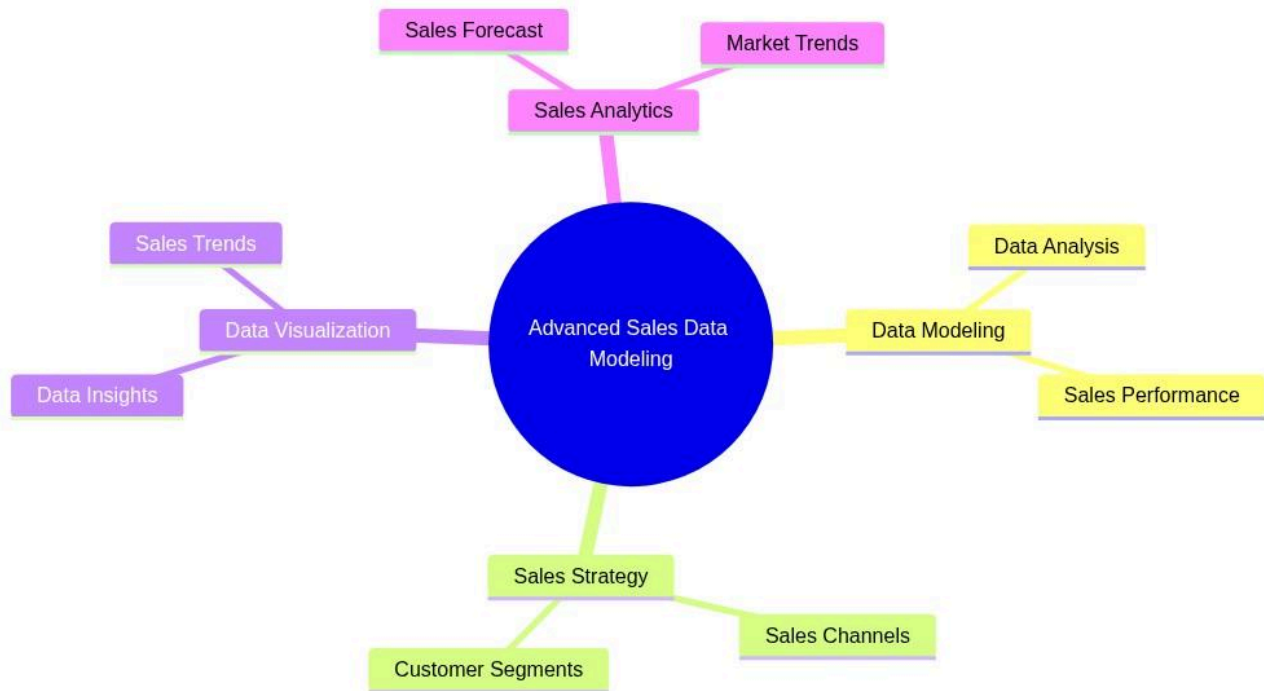 Sales Forecast
Market Trends
Sales Analytics
Sales Trends
Data Analysis
Data Visualization
Advanced Sales Data
Modeling
Data Modeling
Data Insights
Sales Performance
Sales Strategy
Sales Channels
Customer Segments